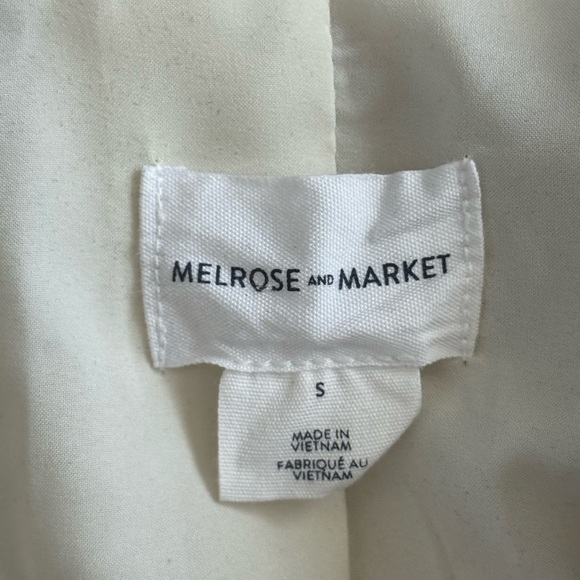 MELROSE AND MARKET
S
MADE IN
VIETNAM
FABRIQUÉ AU
VIETNAM